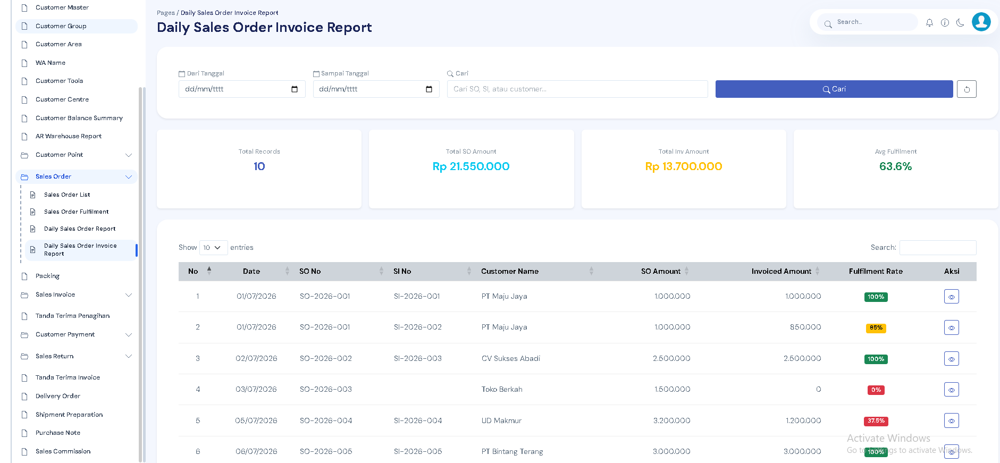 Customer Master
Customer Group
Customer Area
WA Name
Customer Tools
Customer Centre
Customer Balance Summary
AR Warehouse Report
Customer Point
Sales Order
Sales Order List
Sales Order Fulfilment
Daily Sales Order Report
Daily Sales Order Invoice
Report
Packing
Sales Invoice
Tanda Terima Penagihan
Customer Payment
Sales Return
Tanda Terima Invoice
Delivery Order
Shipment Preparation
Purchase Note
Sales Commission
Pages / Daily Sales Order Invoice Report
Daily Sales Order Invoice Report
Search...
Dari Tanggal
dd/mm/tttt
Sampai Tanggal
dd/mm/tttt
Cari
Cari SO, SI, atau customer...
Cari
Total Records
10
Total SO Amount
Rp 21.550.000
Total Inv Amount
Rp 13.700.000
Avg Fulfilment
63.6%
Show 10 entries
Search:
No Date SO No SI No Customer Name SO Amount Invoiced Amount Fulfilment Rate Aksi
1 01/07/2026 SO-2026-001 SI-2026-001 PT Maju Jaya 1.000.000 1.000.000 100%
2 01/07/2026 SO-2026-001 SI-2026-002 PT Maju Jaya 1.000.000 850.000 85%
3 02/07/2026 SO-2026-002 SI-2026-003 CV Sukses Abadi 2.500.000 2.500.000 100%
4 03/07/2026 SO-2026-003 Toko Berkah 1.500.000 0 0%
5 05/07/2026 SO-2026-004 SI-2026-004 UD Makmur 3.200.000 1.200.000 37.5%
6 06/07/2026 SO-2026-005 SI-2026-005 PT Bintang Terang 3.000.000 3.000.000 100%
Activate Windows
Go to Settings to activate Windows.